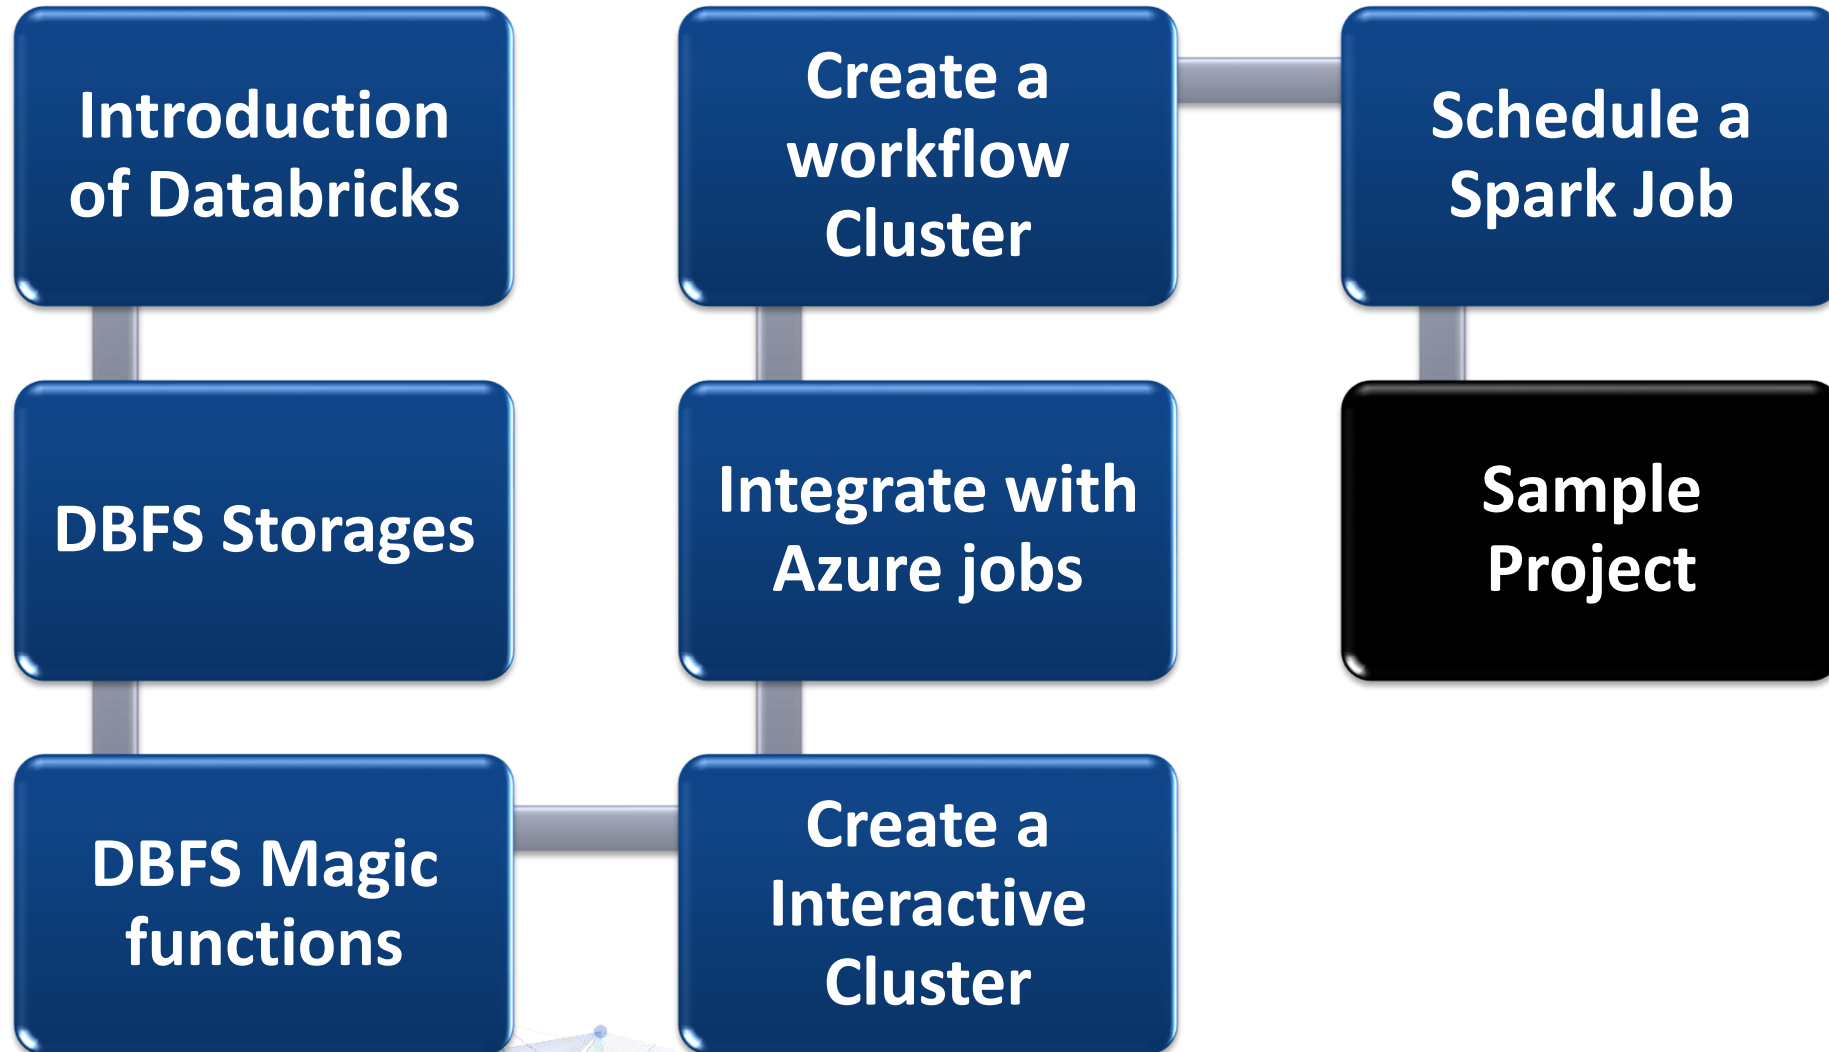 Introduction
of Databricks
DBFS Storages
DBFS Magic
functions
Create a
Interactive
Cluster
Integrate with
Azure jobs
Create a
workflow
Cluster
Schedule a
Spark Job
Sample
Project